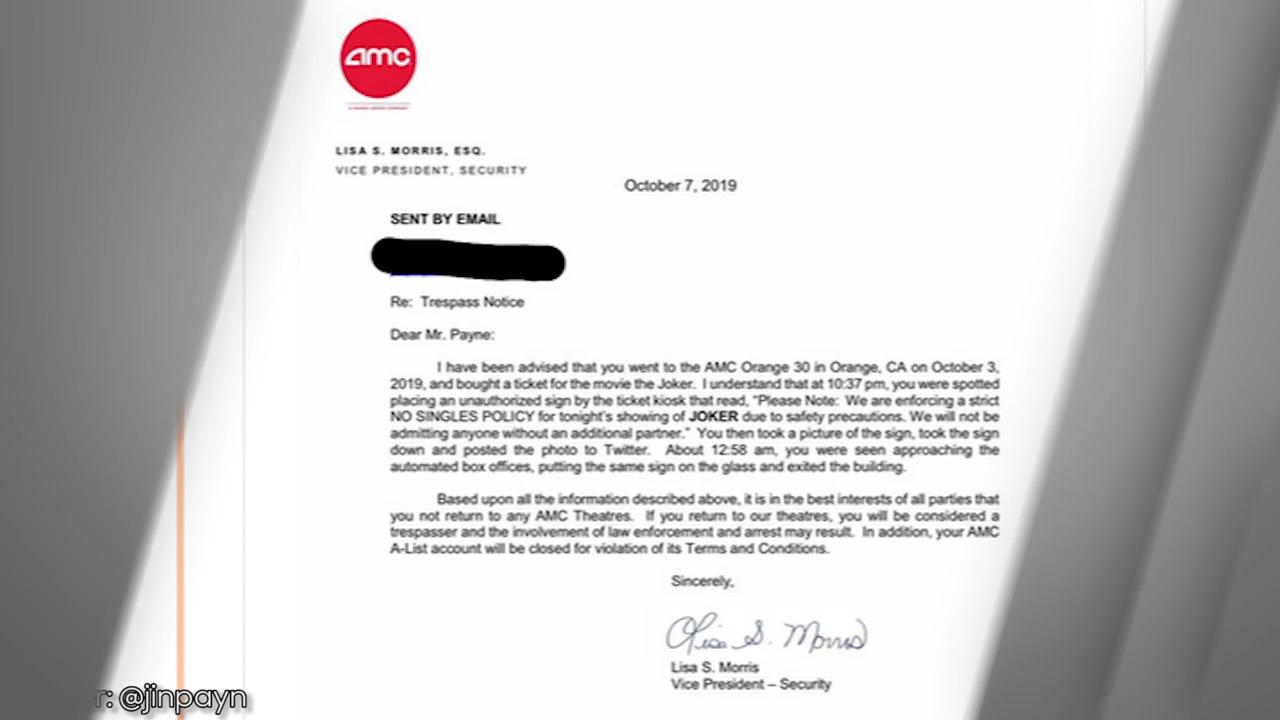 amc
LISA S. MORRIS, ESQ.
VICE PRESIDENT, SECURITY
October 7, 2019
SENT BY EMAIL
Re: Trespass Notice
Dear Mr. Payne:
I have been advised that you went to the AMC Orange 30 in Orange, CA on October 3,
2019, and bought a ticket for the movie the Joker. I understand that at 10:37 pm, you were spotted
placing an unauthorized sign by the ticket kiosk that read, "Please Note: We are enforcing a strict
NO SINGLES POLICY for tonight's showing of JOKER due to safety precautions. We will not be
admitting anyone without an additional partner." You then took a picture of the sign, took the sign
down and posted the photo to Twitter. About 12:58 am, you were seen approaching the
automated box offices, putting the same sign on the glass and exited the building.
Based upon all the information described above, it is in the best interests of all parties that
you not return to any AMC Theatres. If you return to our theatres, you will be considered a
trespasser and the involvement of law enforcement and arrest may result. In addition, your AMC
A-List account will be closed for violation of its Terms and Conditions.
Sincerely,
Lisa S. Morris
Lisa S. Morris
Vice President – Security
r: @jinpayn